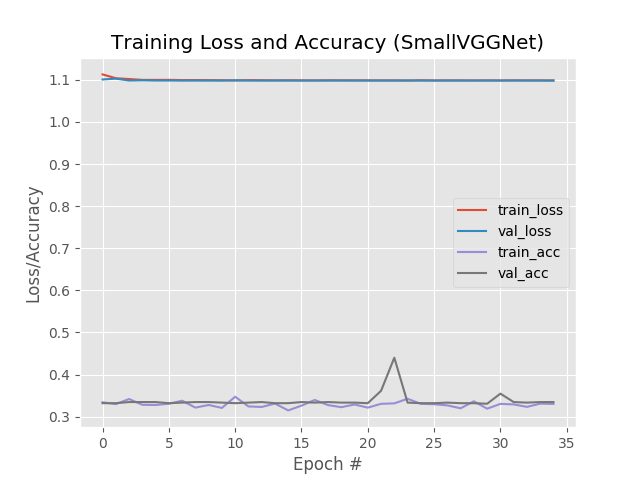 Training Loss and Accuracy (SmallVGGNet)
Loss/Accuracy
1.1
1.0
0.9
0.8
0.7
0.6
0.5
0.4
0.3
train_loss
val_loss
train_acc
val_acc
0 5 10 15 20 25 30 35
Epoch #